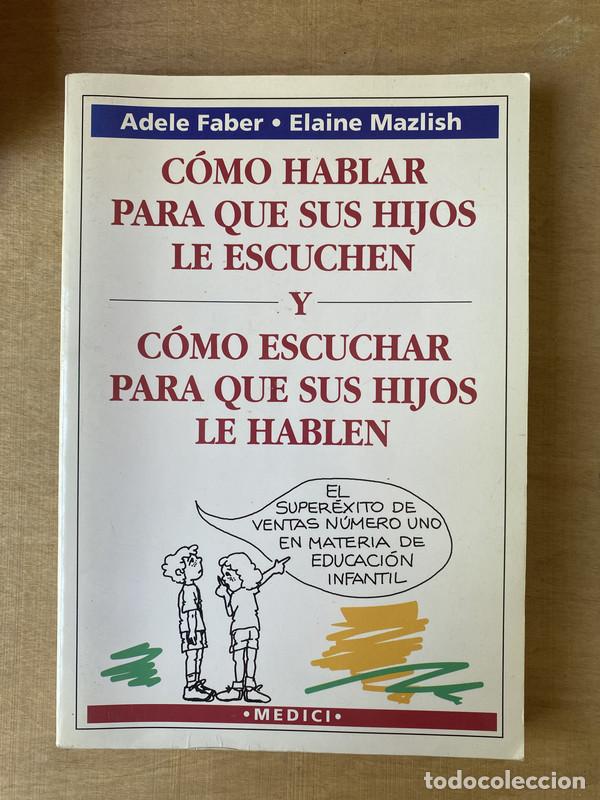 Adele Faber • Elaine Mazlish
CÓMO HABLAR
PARA QUE SUS HIJOS
LE ESCUCHEN
Y
CÓMO ESCUCHAR
PARA QUE SUS HIJOS
LE HABLEN
EL
SUPERÉXITO DE
VENTAS NÚMERO UNO
EN MATERIA DE
EDUCACIÓN
INFANTIL
•MEDICI•
todocoleccion